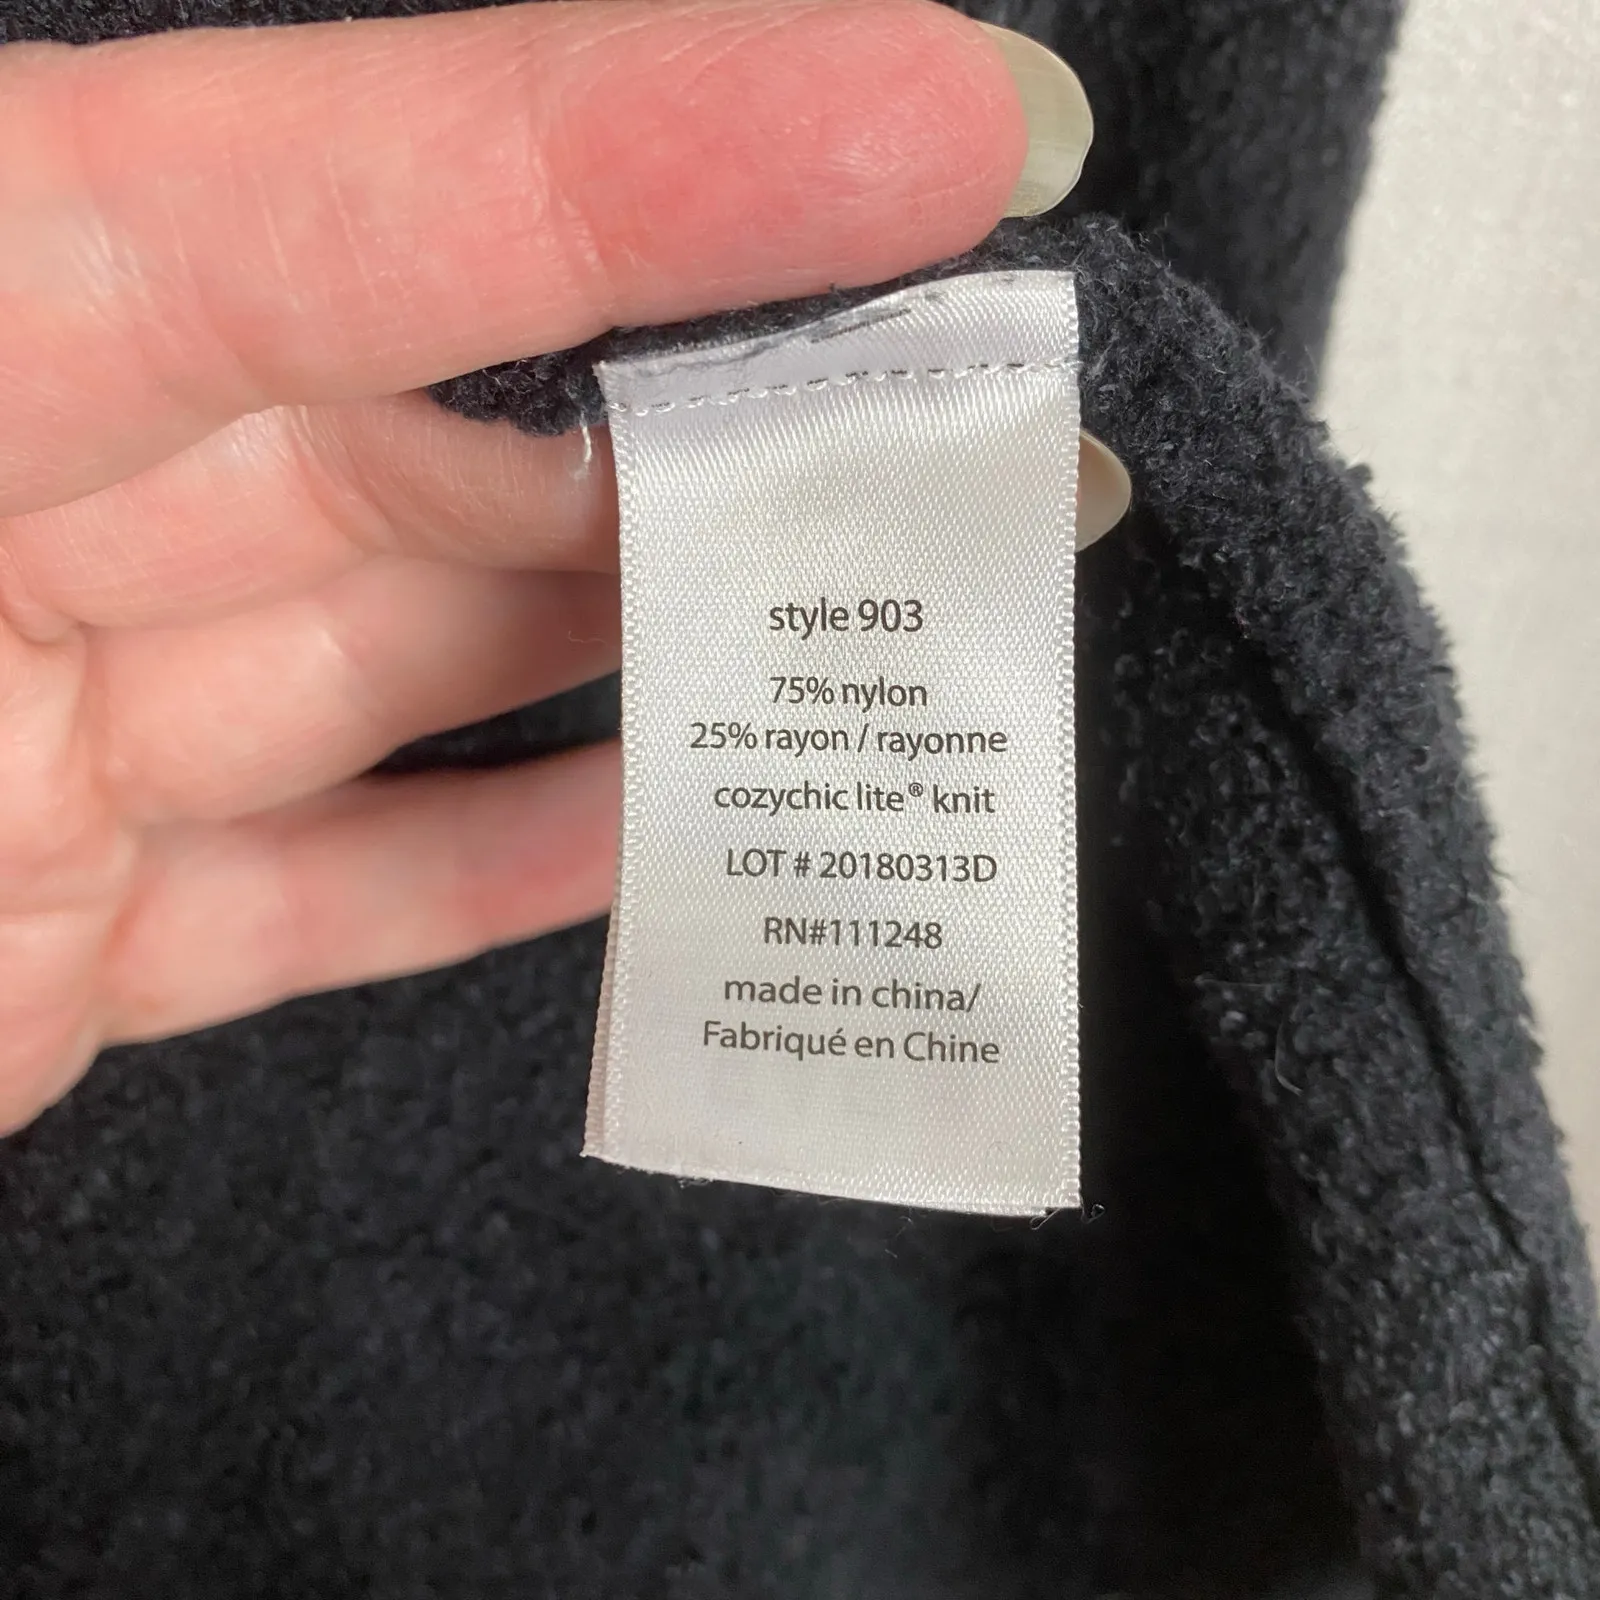 style 903
75% nylon
25% rayon / rayonne
cozychic lite® knit
LOT # 20180313D
RN#111248
made in china/
Fabriqué en Chine